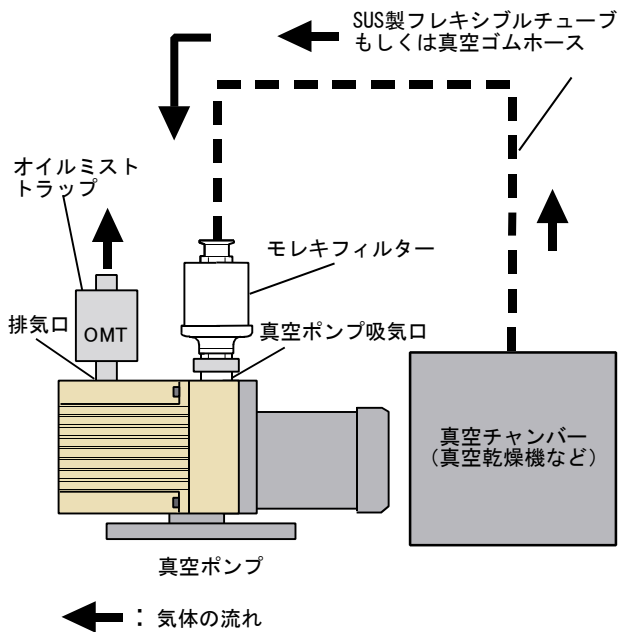 SUS製フレキシブルチューブ
もしくは真空ゴムホース
オイルミスト
トラップ
モレキフィルター
排気口
OMT
真空ポンプ吸気口
真空チャンバー
（真空乾燥機など）
真空ポンプ
：気体の流れ